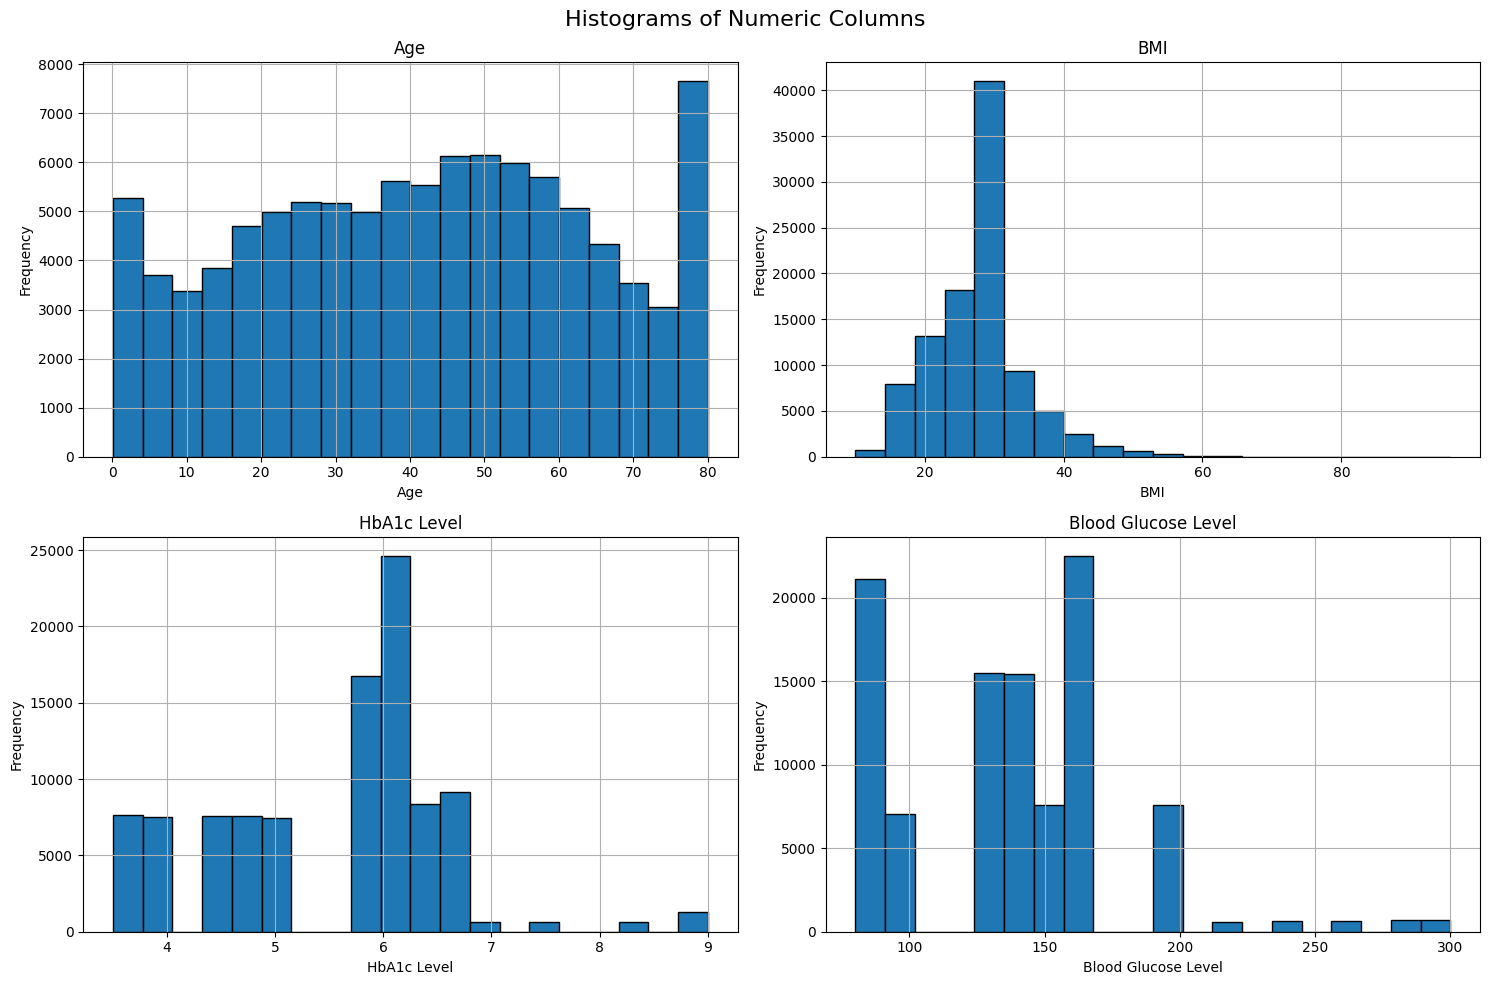 Histograms of Numeric Columns
Age
8000
7000
6000
5000
4000
3000
2000
1000
0
Frequency
0 10 20 30 40 50 60 70 80
Age
BMI
40000
35000
30000
25000
20000
15000
10000
5000
0
Frequency
20 40 60 80
BMI
HbA1c Level
25000
20000
15000
10000
5000
0
Frequency
4 5 6 7 8 9
HbA1c Level
Blood Glucose Level
20000
15000
10000
5000
0
Frequency
100 150 200 250 300
Blood Glucose Level